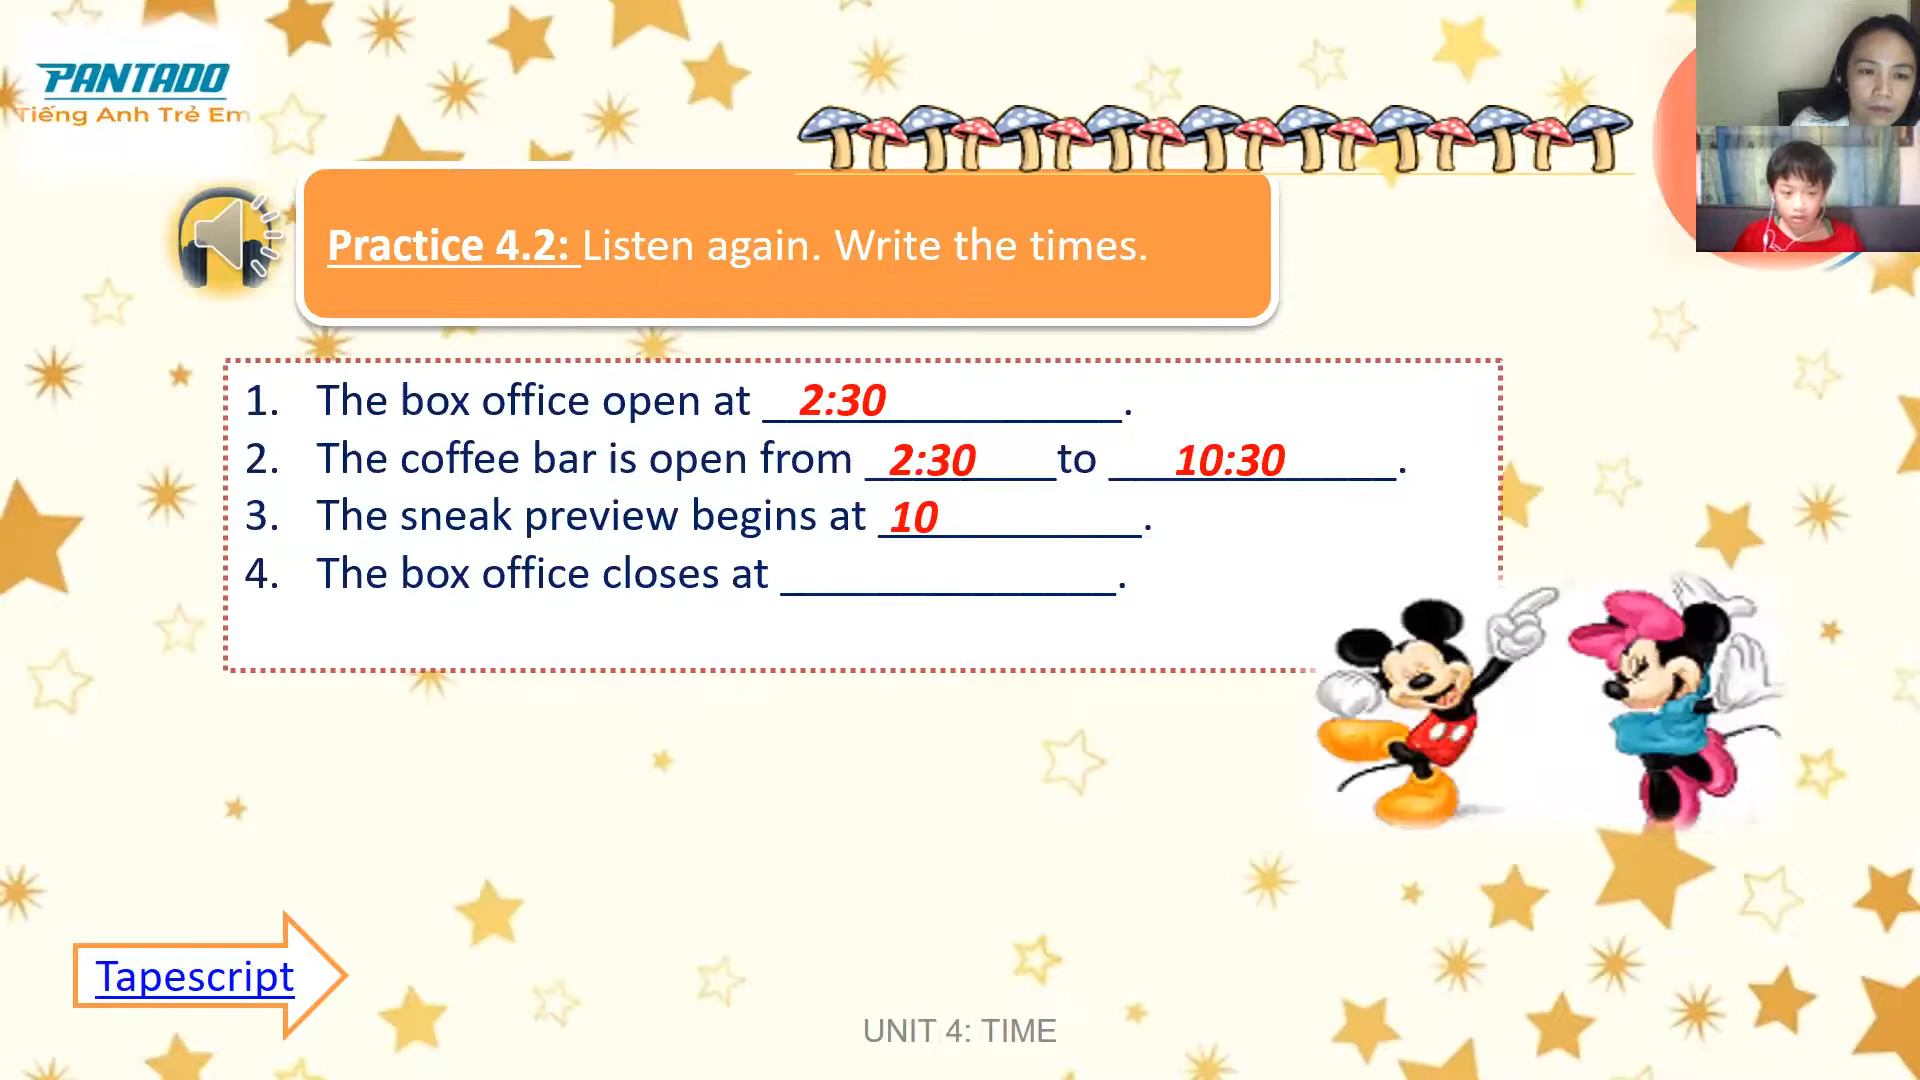 PANTADO
Tiếng Anh Trẻ Em
Practice 4.2: Listen again. Write the times.
1. The box office open at 2:30.
2. The coffee bar is open from 2:30 to 10:30.
3. The sneak preview begins at 10.
4. The box office closes at _______________.
Tapescript
UNIT 4: TIME